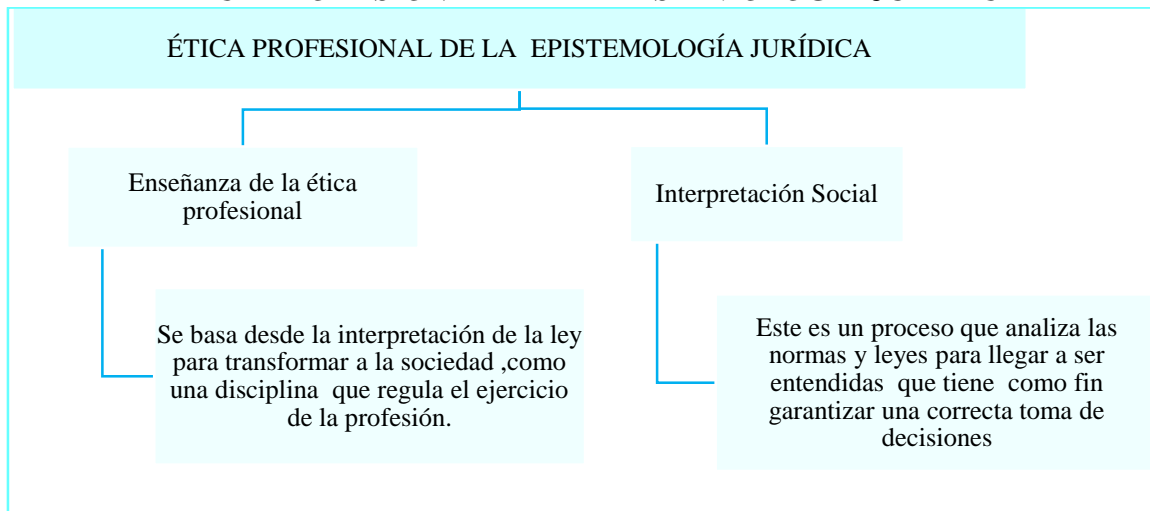 ÉTICA PROFESIONAL DE LA EPISTEMOLOGÍA JURÍDICA
Enseñanza de la ética
profesional
Interpretación Social
Se basa desde la interpretación de la ley
para transformar a la sociedad ,como
una disciplina que regula el ejercicio
de la profesión.
Este es un proceso que analiza las
normas y leyes para llegar a ser
entendidas que tiene como fin
garantizar una correcta toma de
decisiones